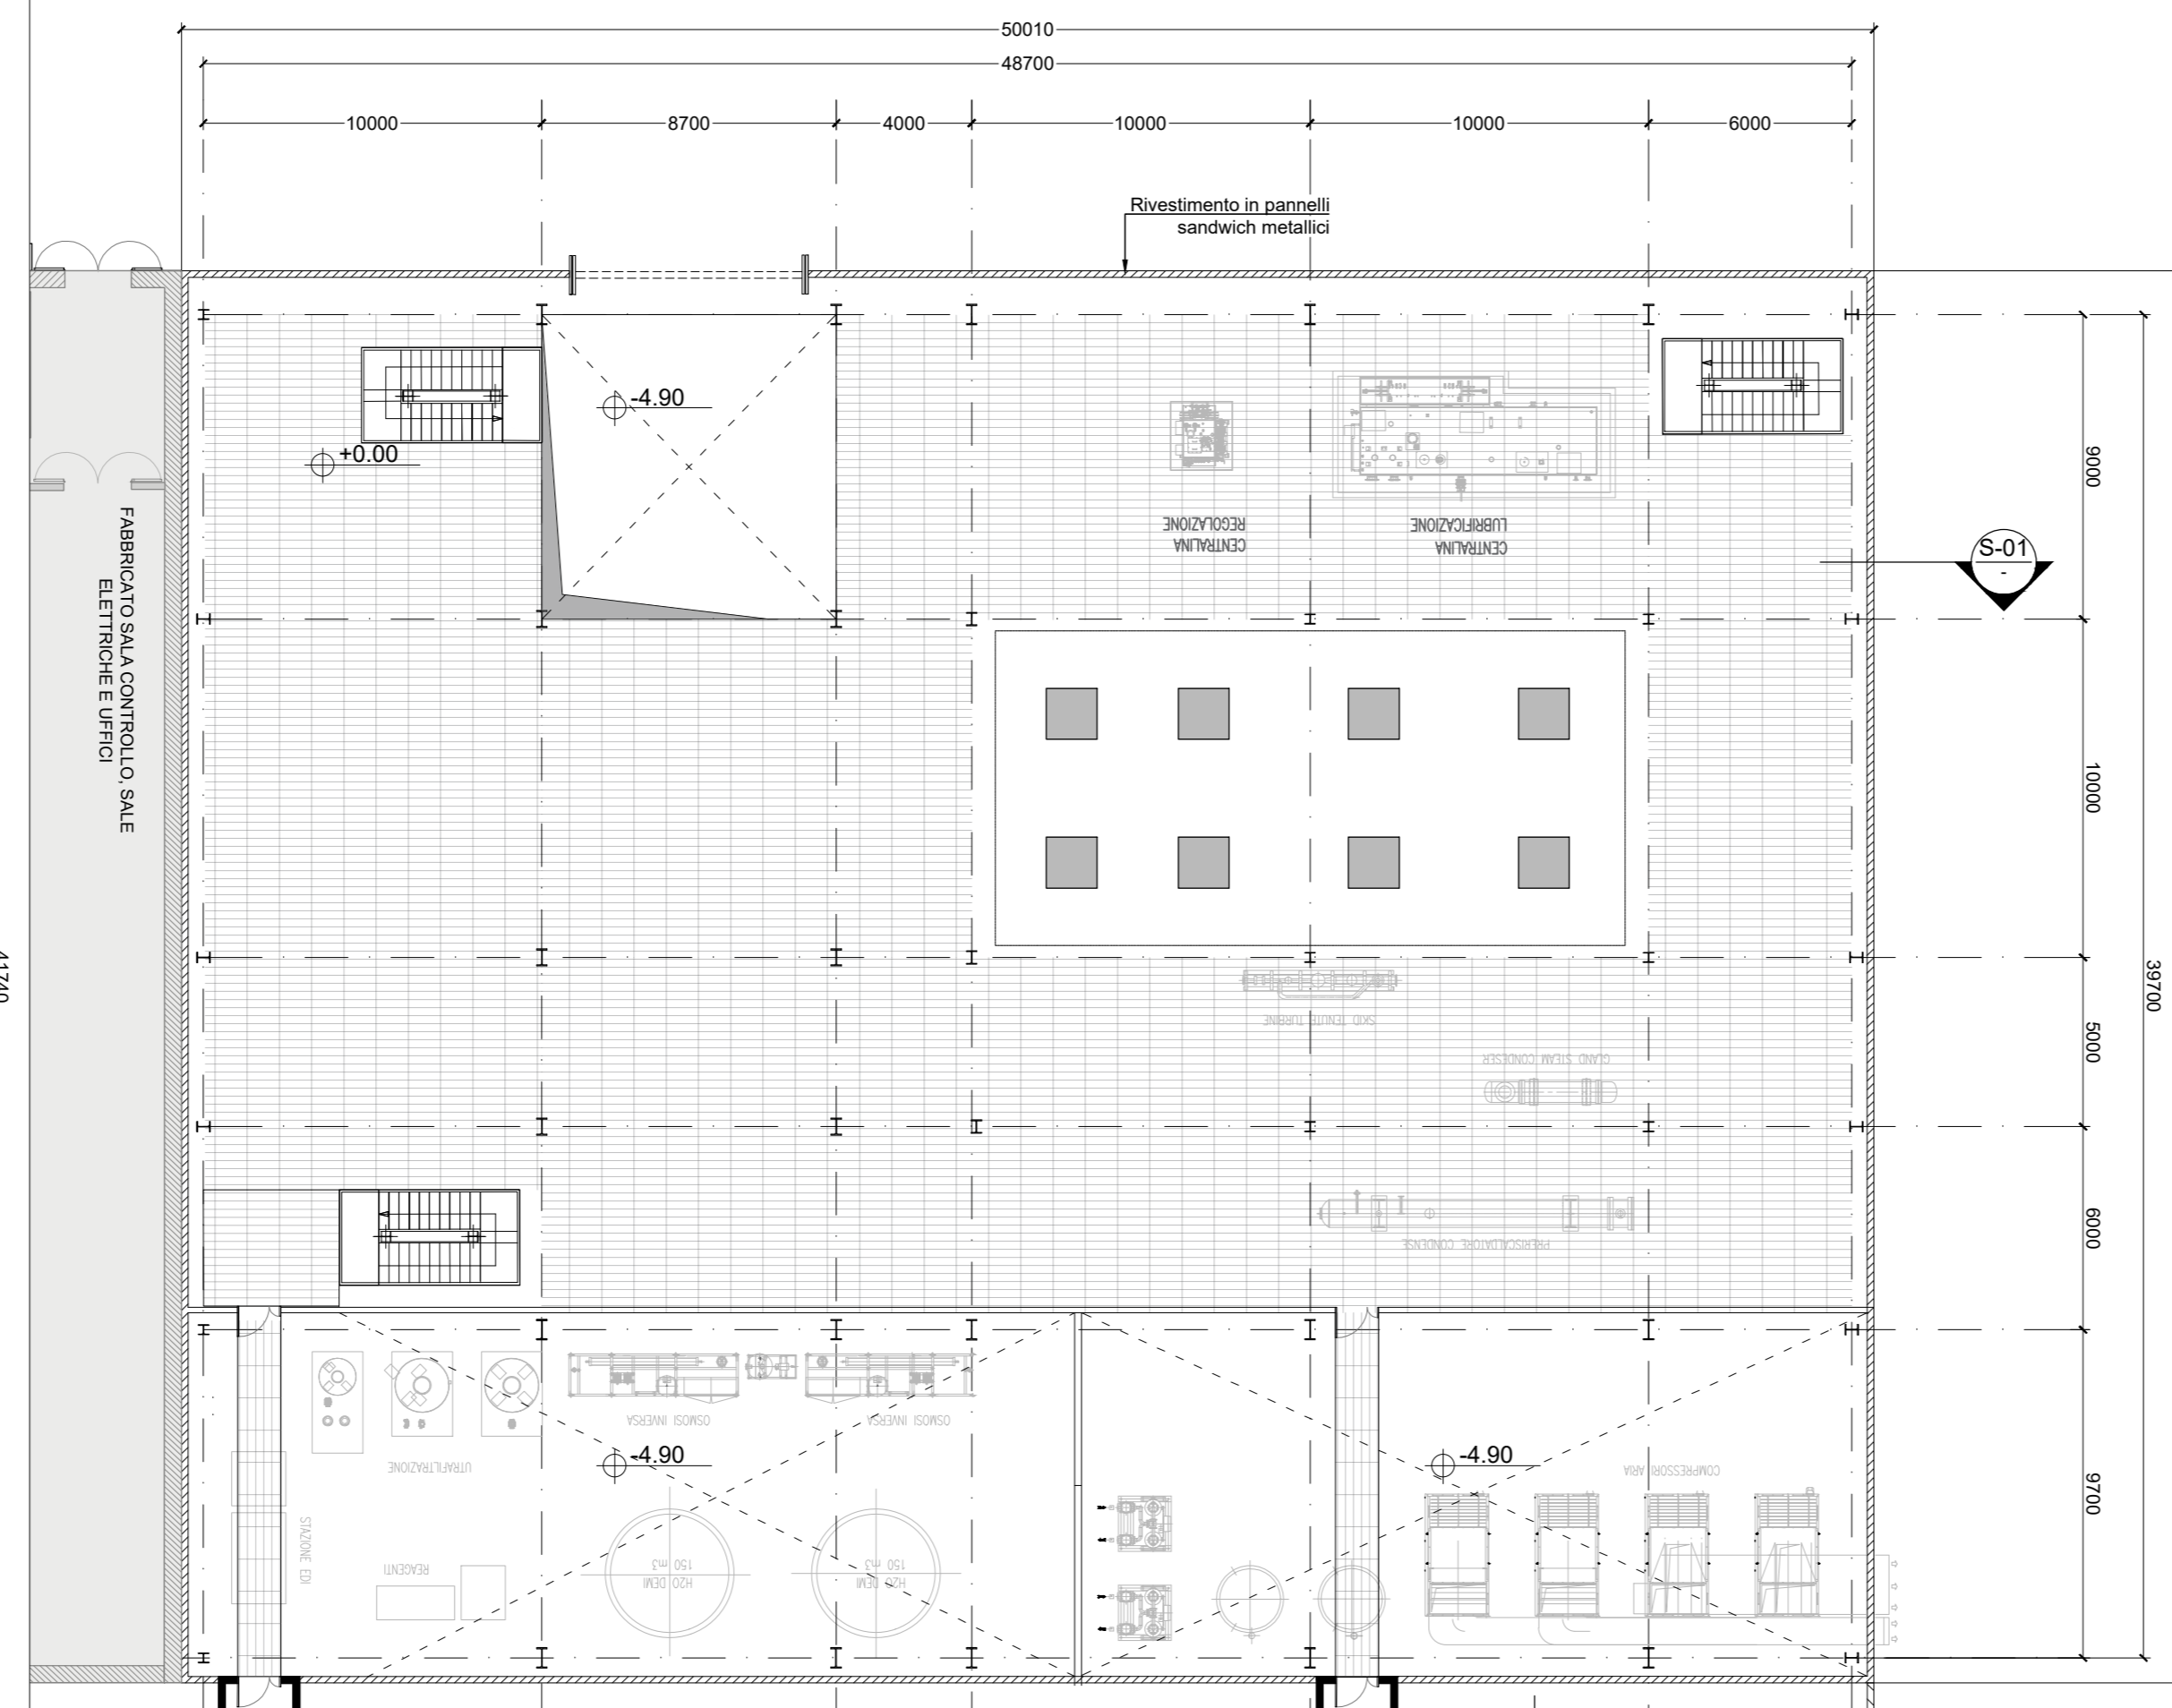 50010
48700
10000
8700
4000
10000
10000
6000
Rivestimento in pannelli
sandwich metallici
-4.90
+0.00
CENTRALINA
REGOLAZIONE
CENTRALINA
LUBRIFICAZIONE
S-01
-
9000
10000
5000
6000
9700
39700
41740
FABBRICATO SALA CONTROLLO, SALE
ELETTRICHE E UFFICI
SKID TENUTE TURBINE
GLAND STEAM CONDESER
PRERISCALDATORE CONDENSE
OSMOSI INVERSA
OSMOSI INVERSA
UTRAFILTRAZIONE
-4.90
-4.90
COMPRESSORI ARIA
STAZIONE EDI
REAGENTI
H2O DEMI
150 m3
H2O DEMI
150 m3